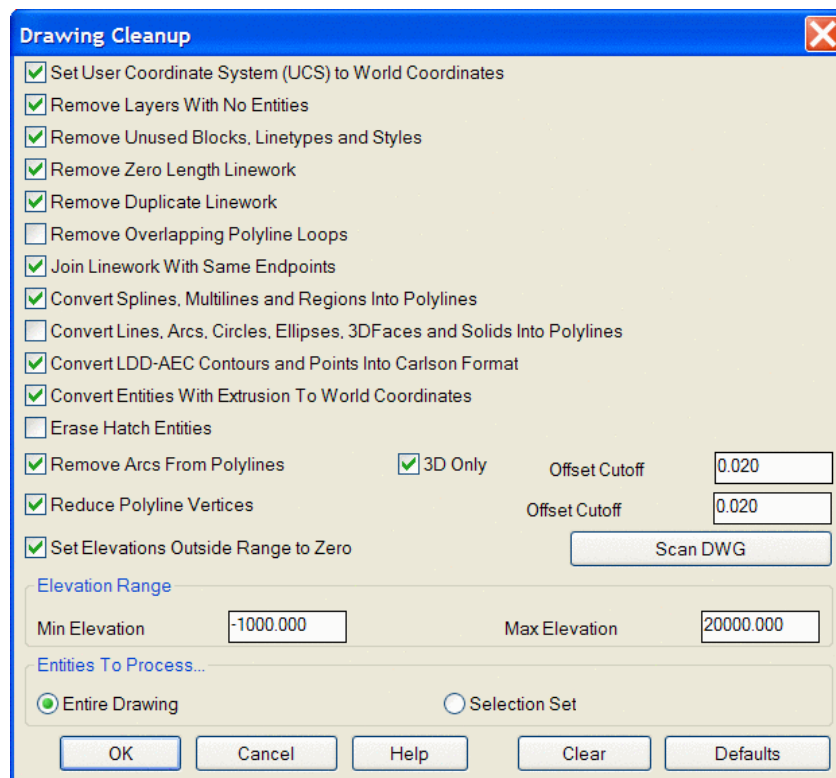 Drawing Cleanup
Set User Coordinate System (UCS) to World Coordinates
Remove Layers With No Entities
Remove Unused Blocks, Linetypes and Styles
Remove Zero Length Linework
Remove Duplicate Linework
Remove Overlapping Polyline Loops
Join Linework With Same Endpoints
Convert Splines, Multilines and Regions Into Polylines
Convert Lines, Arcs, Circles, Ellipses, 3DFaces and Solids Into Polylines
Convert LDD-AEC Contours and Points Into Carlson Format
Convert Entities With Extrusion To World Coordinates
Erase Hatch Entities
Remove Arcs From Polylines 3D Only Offset Cutoff 0.020
Reduce Polyline Vertices Offset Cutoff 0.020
Set Elevations Outside Range to Zero Scan DWG
Elevation Range
Min Elevation -1000.000 Max Elevation 20000.000
Entities To Process...
Entire Drawing Selection Set
OK Cancel Help Clear Defaults